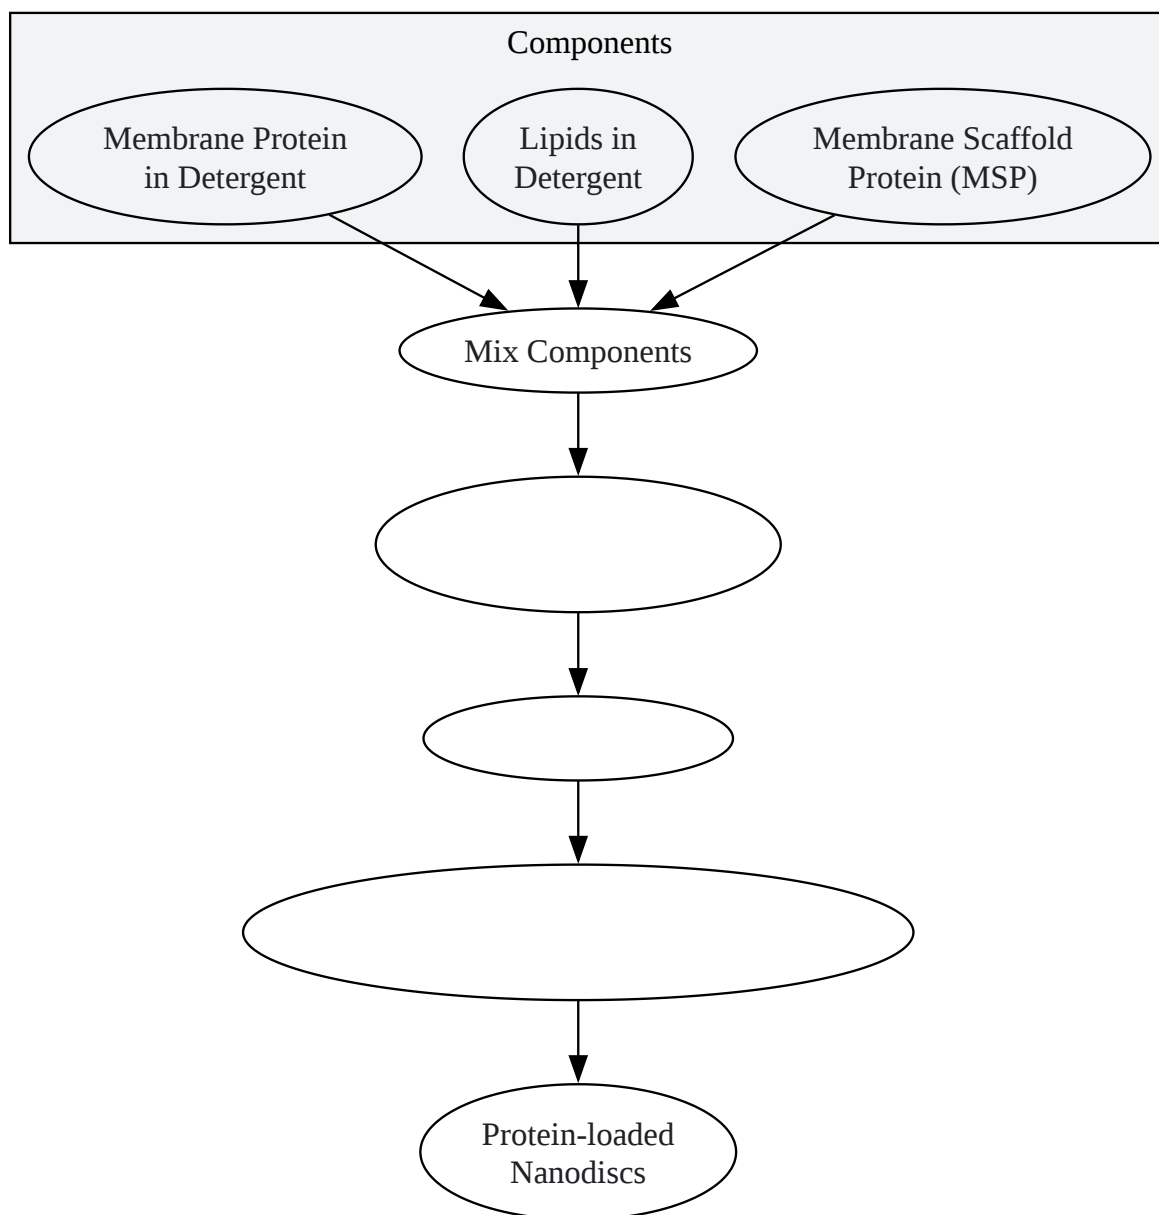 Components
Membrane Protein
in Detergent
Lipids in
Detergent
Membrane Scaffold
Protein (MSP)
Mix Components
Protein-loaded
Nanodiscs